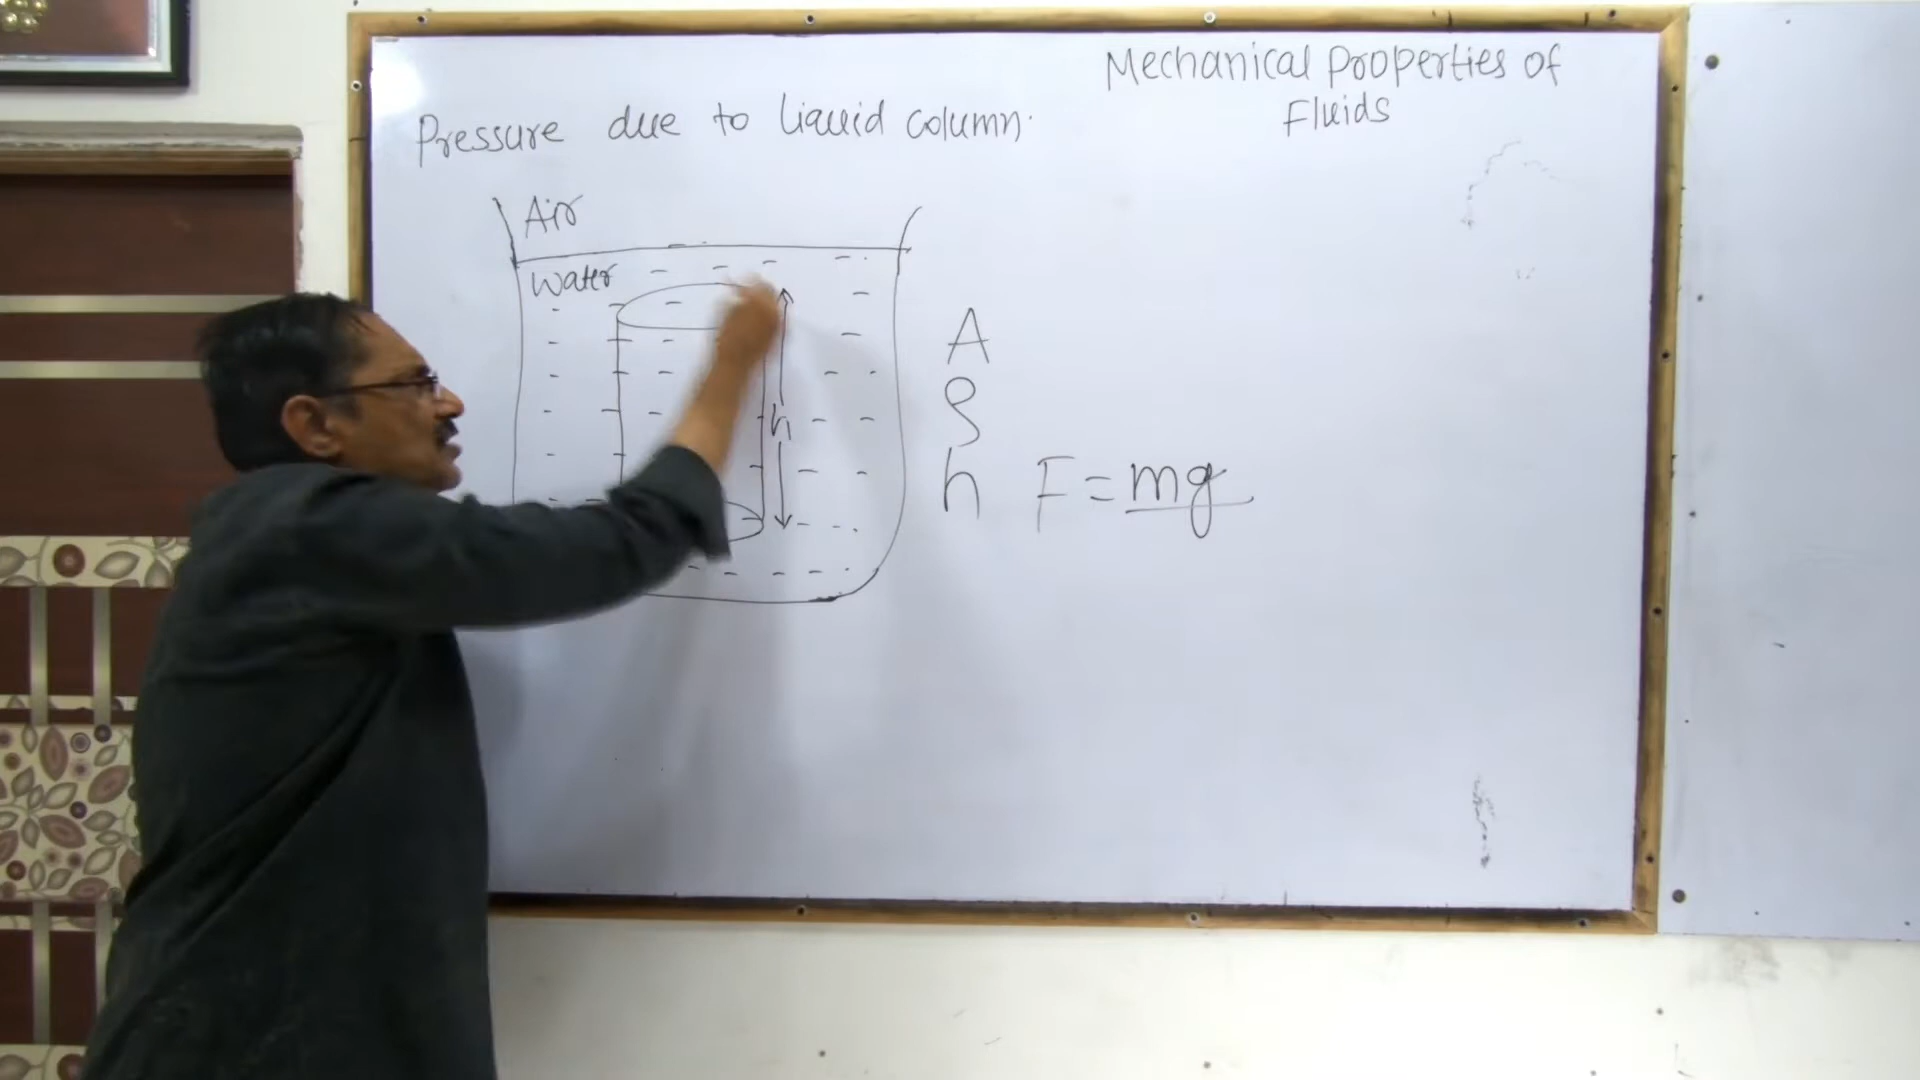 Mechanical Properties of
Fluids
Pressure due to liquid column.
Air
Water
h
A
ρ
h F = mg